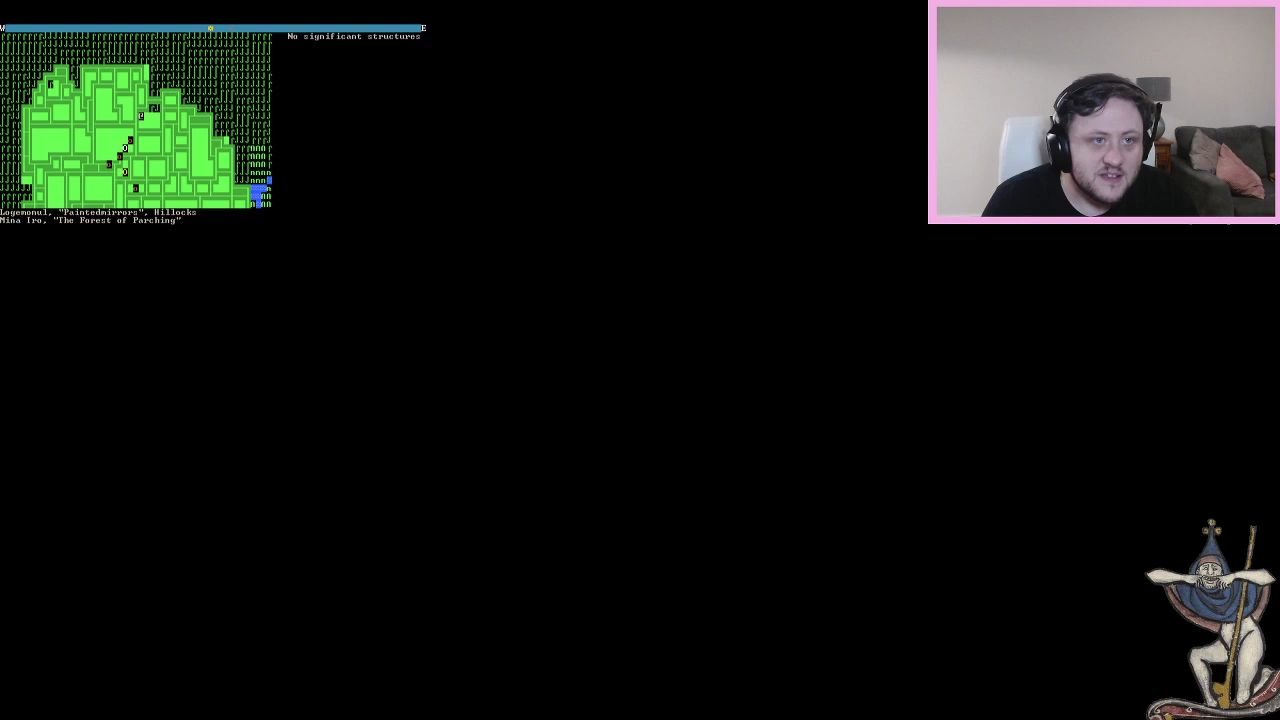 W E
No significant structures
Logemonul, "Paintedmirrors", Hillocks
Mina Iro, "The Forest of Parching"